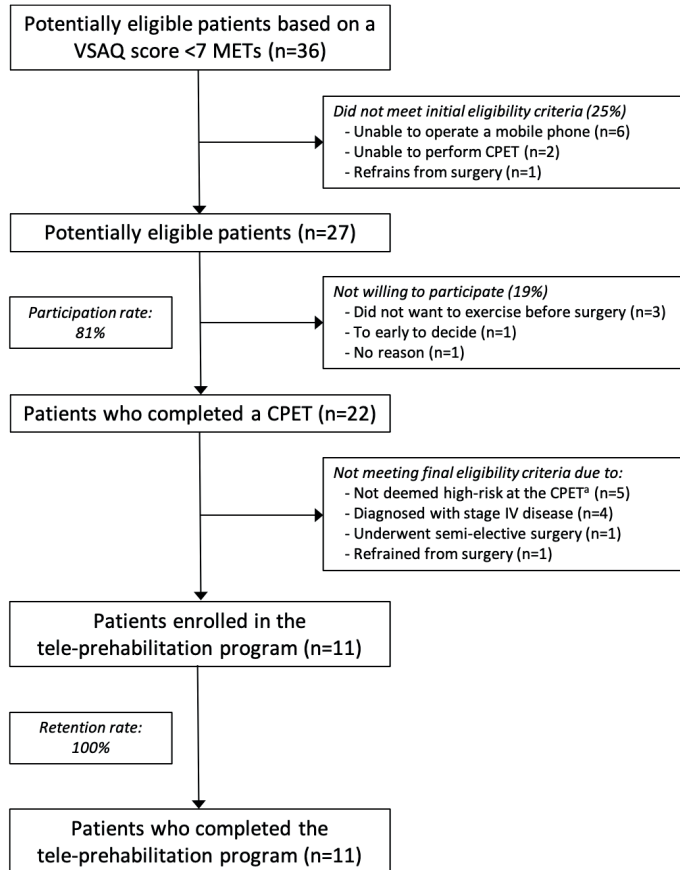 Potentially eligible patients based on a
VSAQ score <7 METs (n=36)
Did not meet initial eligibility criteria (25%)
- Unable to operate a mobile phone (n=6)
- Unable to perform CPET (n=2)
- Refrains from surgery (n=1)
Potentially eligible patients (n=27)
Participation rate:
81%
Not willing to participate (19%)
- Did not want to exercise before surgery (n=3)
- To early to decide (n=1)
- No reason (n=1)
Patients who completed a CPET (n=22)
Not meeting final eligibility criteria due to:
- Not deemed high-risk at the CPETᵃ (n=5)
- Diagnosed with stage IV disease (n=4)
- Underwent semi-elective surgery (n=1)
- Refrained from surgery (n=1)
Patients enrolled in the
tele-prehabilitation program (n=11)
Retention rate:
100%
Patients who completed the
tele-prehabilitation program (n=11)